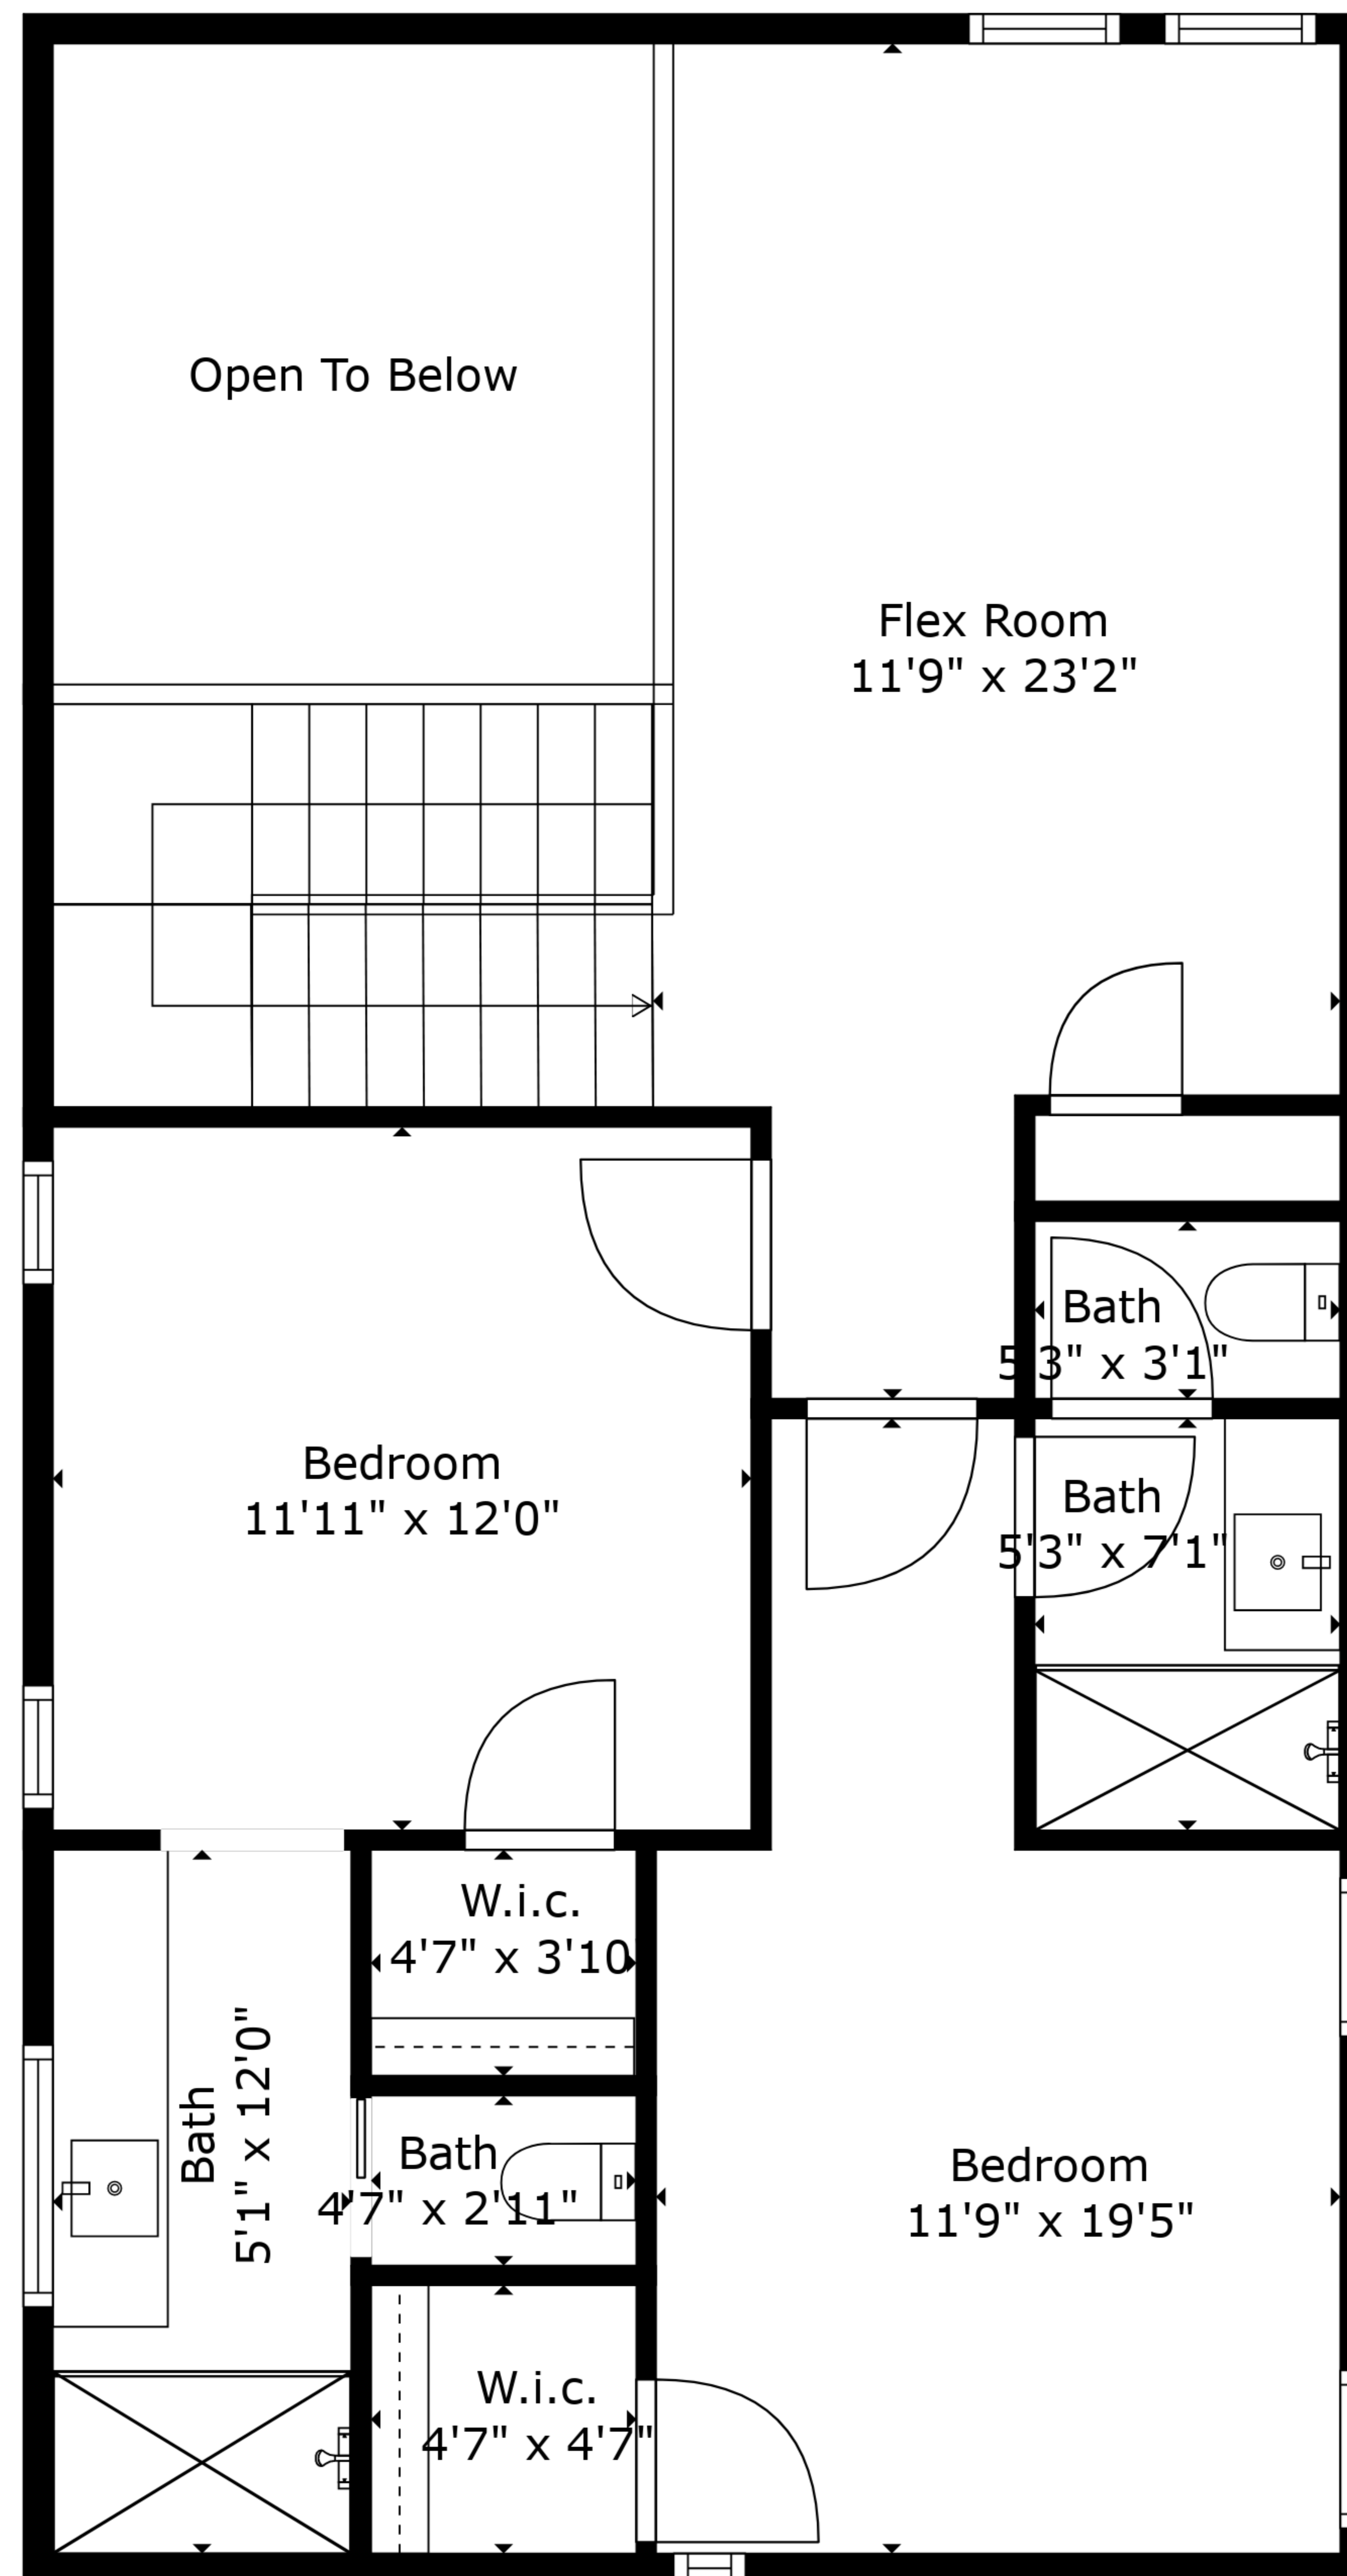 Open To Below
Flex Room
11'9" x 23'2"
Bath
5'3" x 3'1"
Bedroom
11'11" x 12'0"
Bath
5'3" x 7'1"
W.i.c.
4'7" x 3'10
Bath
5'1" x 12'0"
Bath
4'7" x 2'11"
Bedroom
11'9" x 19'5"
W.i.c.
4'7" x 4'7"